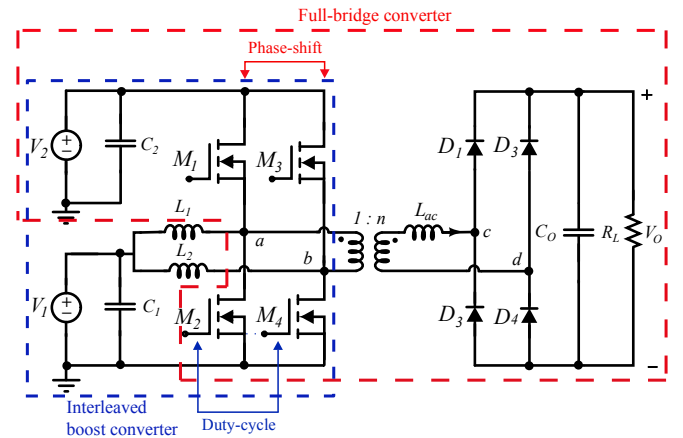 Full-bridge converter
Phase-shift
V2
C2
M1
M3
D1
D3
+
L1
1 : n
Lac
a
c
CO
RL
VO
L2
b
d
V1
C1
M2
M4
D3
D4
−
Interleaved
boost converter
Duty-cycle